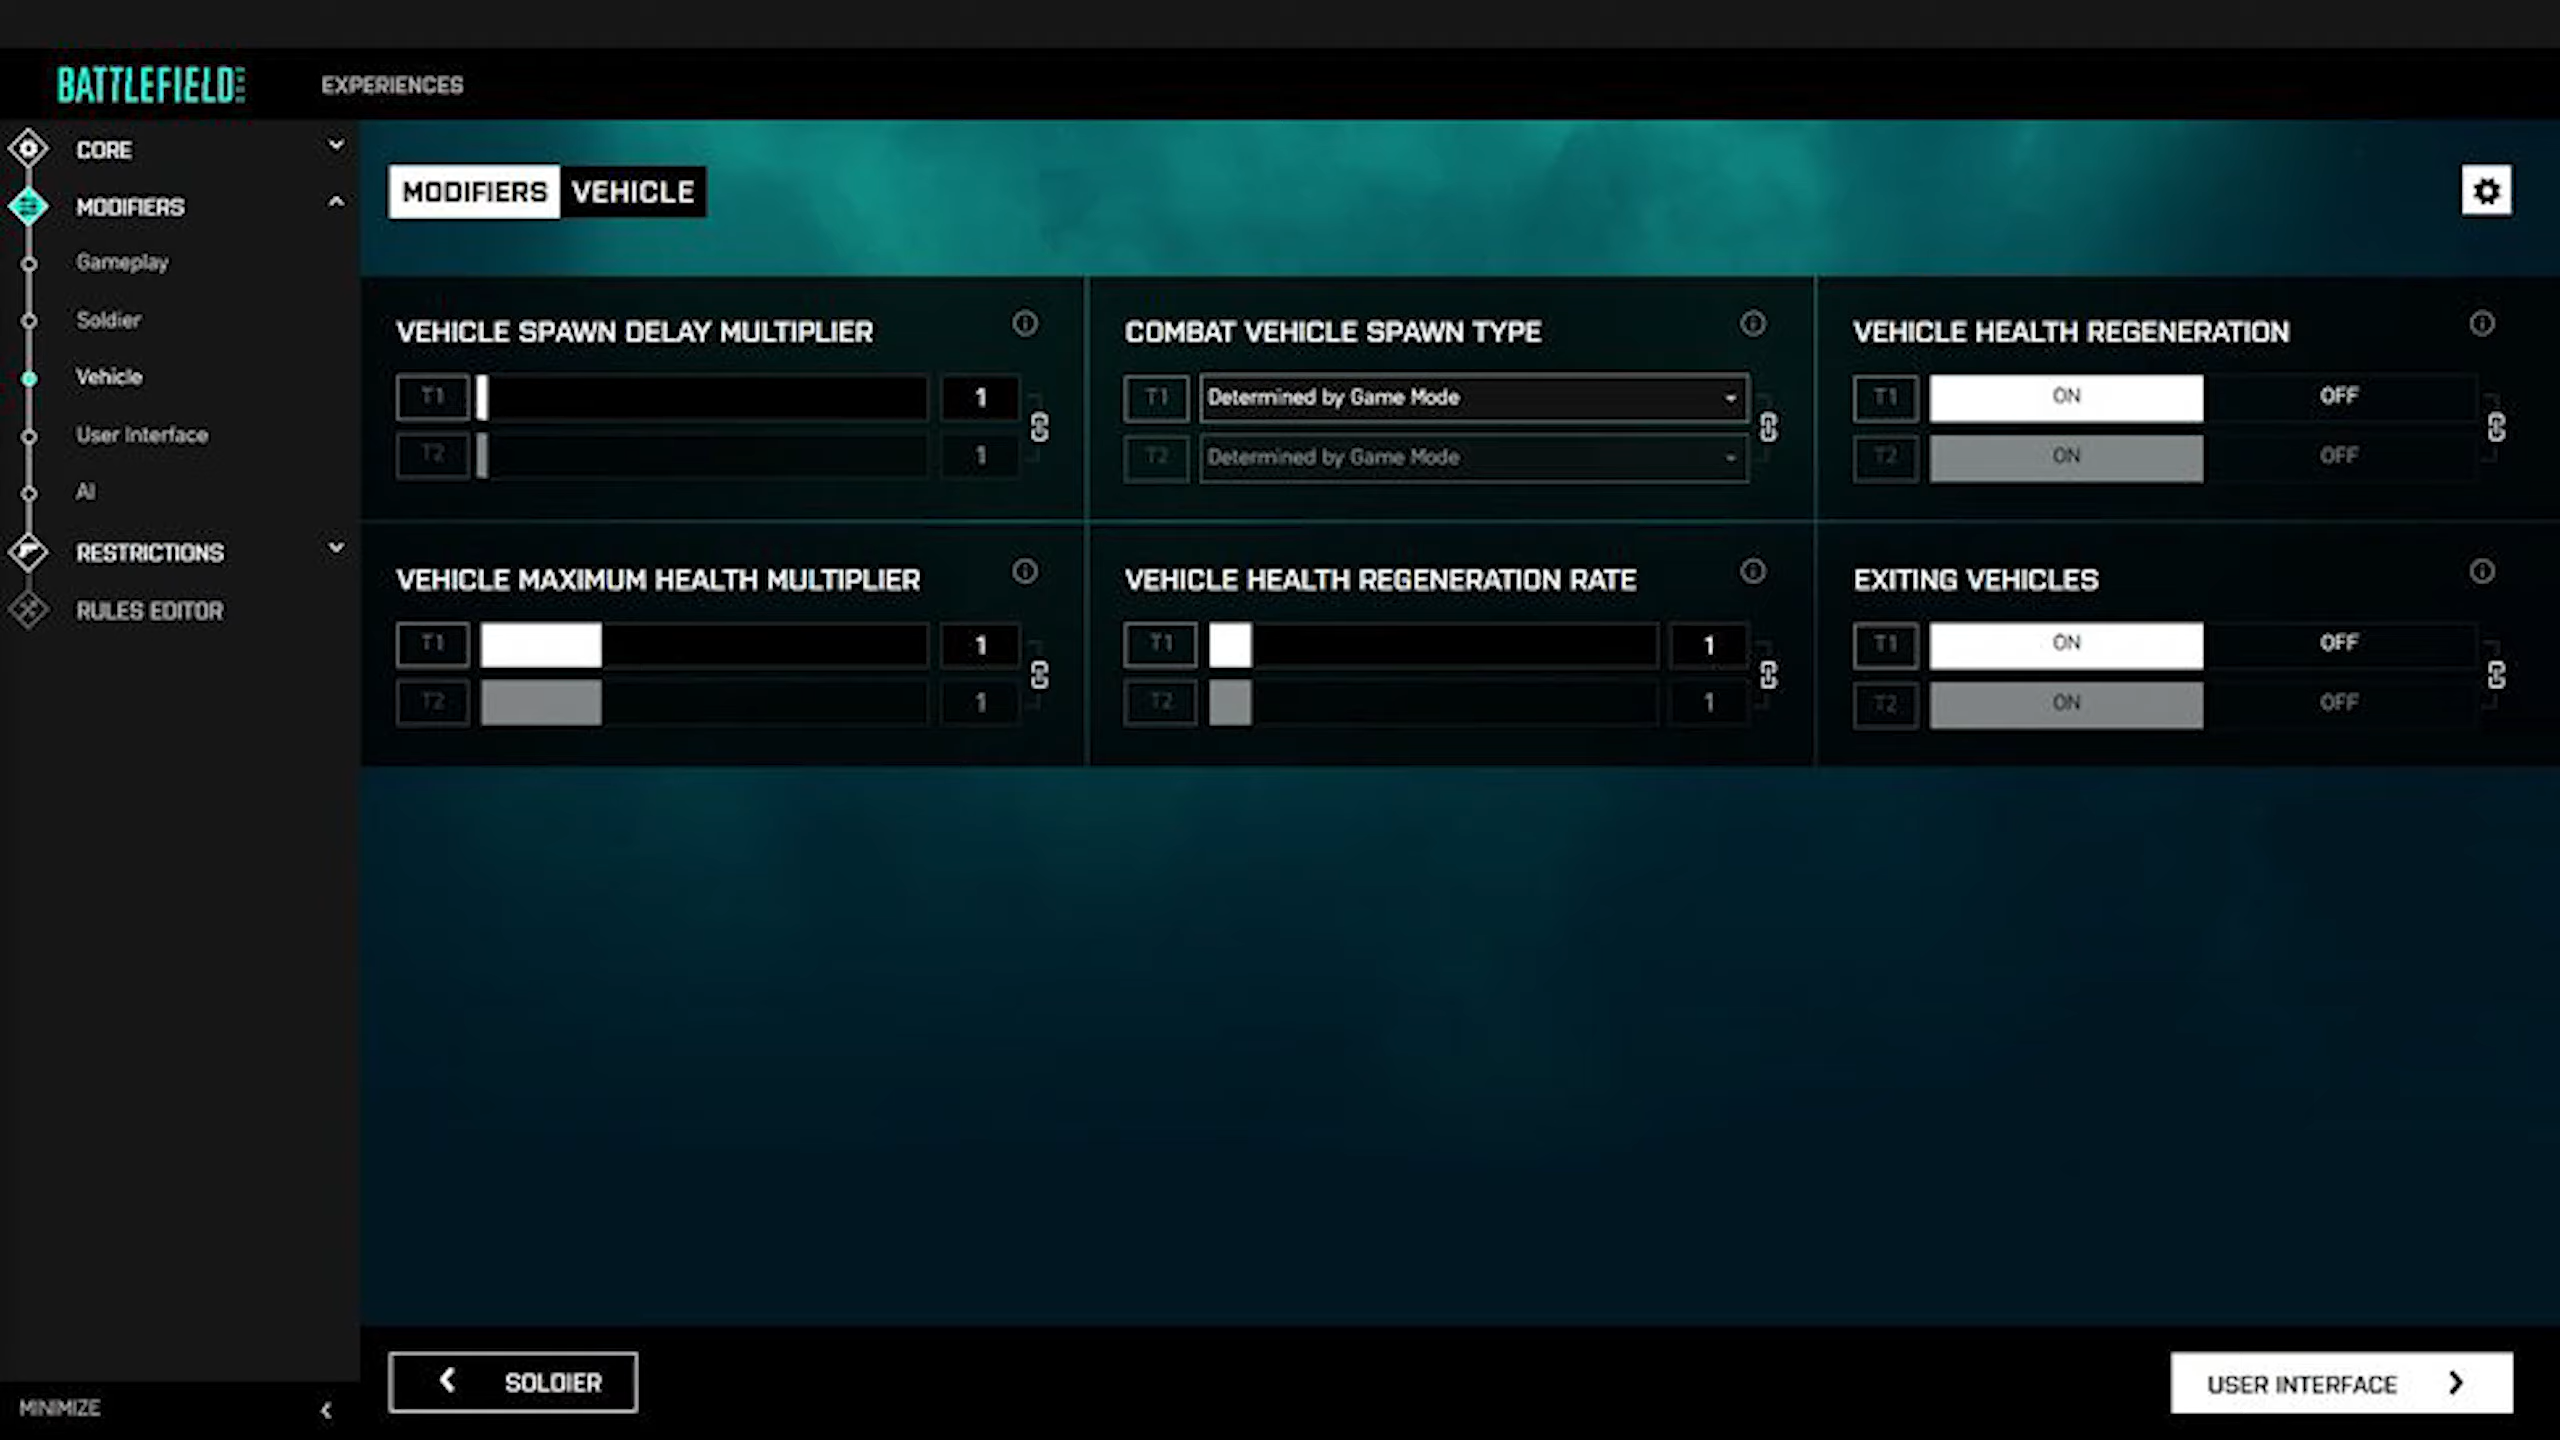 BATTLEFIELD
EXPERIENCES
CORE
MODIFIERS
Gameplay
Soldier
Vehicle
User Interface
AI
RESTRICTIONS
RULES EDITOR
MINIMIZE
MODIFIERS VEHICLE
VEHICLE SPAWN DELAY MULTIPLIER
T1 1
T2 1
COMBAT VEHICLE SPAWN TYPE
T1 Determined by Game Mode
T2 Determined by Game Mode
VEHICLE HEALTH REGENERATION
T1 ON OFF
T2 ON OFF
VEHICLE MAXIMUM HEALTH MULTIPLIER
T1 1
T2 1
VEHICLE HEALTH REGENERATION RATE
T1 1
T2 1
EXITING VEHICLES
T1 ON OFF
T2 ON OFF
SOLDIER
USER INTERFACE